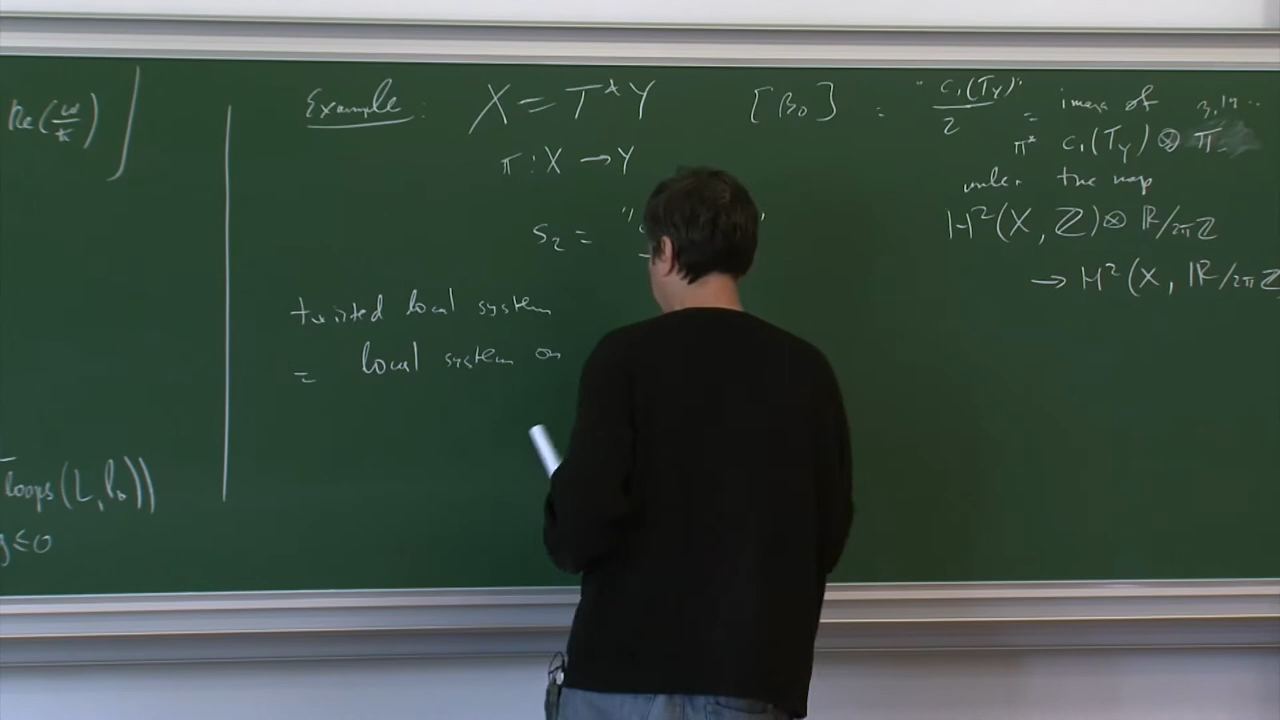 Re(ω/ħ)
loops(L, l₀))
g ≤ 0
Example : X = T*Y [B₀] = "c₁(T_Y)"/2 = image of
π* c₁(T_Y) ⊗ π
under the map
H²(X, ℤ) ⊗ ℝ/2πℤ
→ H²(X, ℝ/2πℤ
π : X → Y
s₂ = "
twisted local system
= local system on